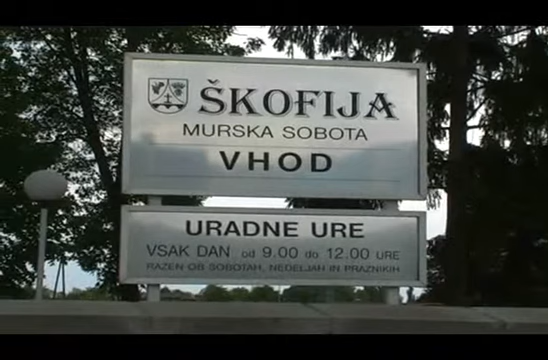 ŠKOFIJA
MURSKA SOBOTA
VHOD
URADNE URE
VSAK DAN od 9.00 do 12.00 URE
RAZEN OB SOBOTAH, NEDELJAH IN PRAZNIKIH